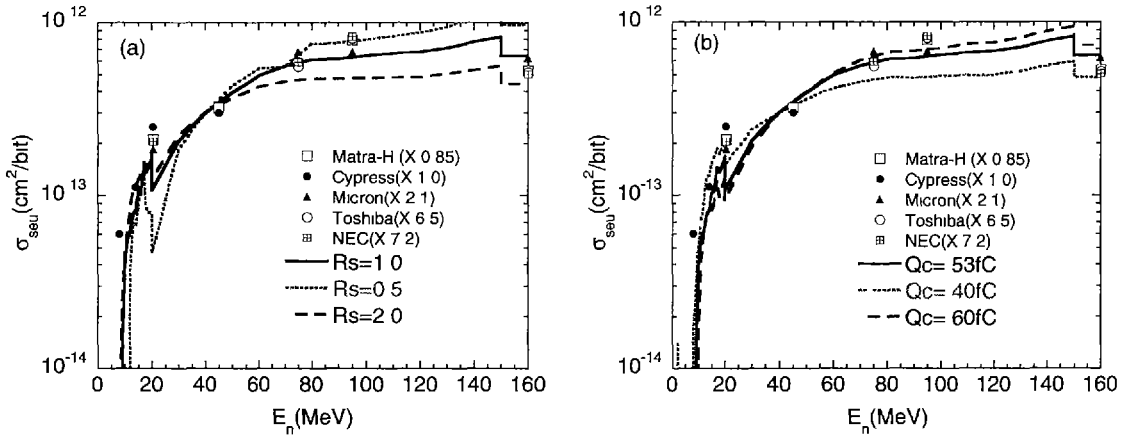 (a)
σseu(cm²/bit)
10⁻¹²
10⁻¹³
10⁻¹⁴
Matra-H (X 0 85)
Cypress(X 1 0)
Micron(X 2 1)
Toshiba(X 6 5)
NEC(X 7 2)
Rs=1 0
Rs=0 5
Rs=2 0
0 20 40 60 80 100 120 140 160
En(MeV)
(b)
σseu(cm²/bit)
10⁻¹²
10⁻¹³
10⁻¹⁴
Matra-H (X 0 85)
Cypress(X 1 0)
Micron(X 2 1)
Toshiba(X 6 5)
NEC(X 7 2)
Qc= 53fC
Qc= 40fC
Qc= 60fC
0 20 40 60 80 100 120 140 160
En(MeV)